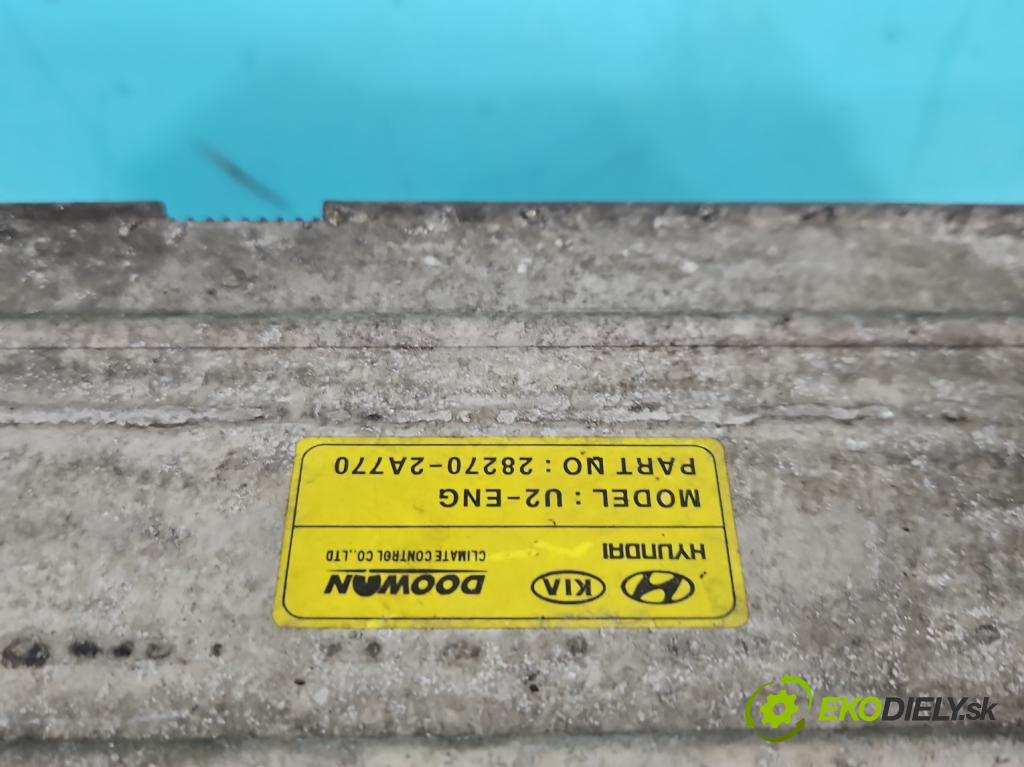 HYUNDAI
KIA
DOOWON
CLIMATE CONTROL CO.,LTD
MODEL : U2-ENG
PART NO : 28270-2A770
EKODIELY.sk